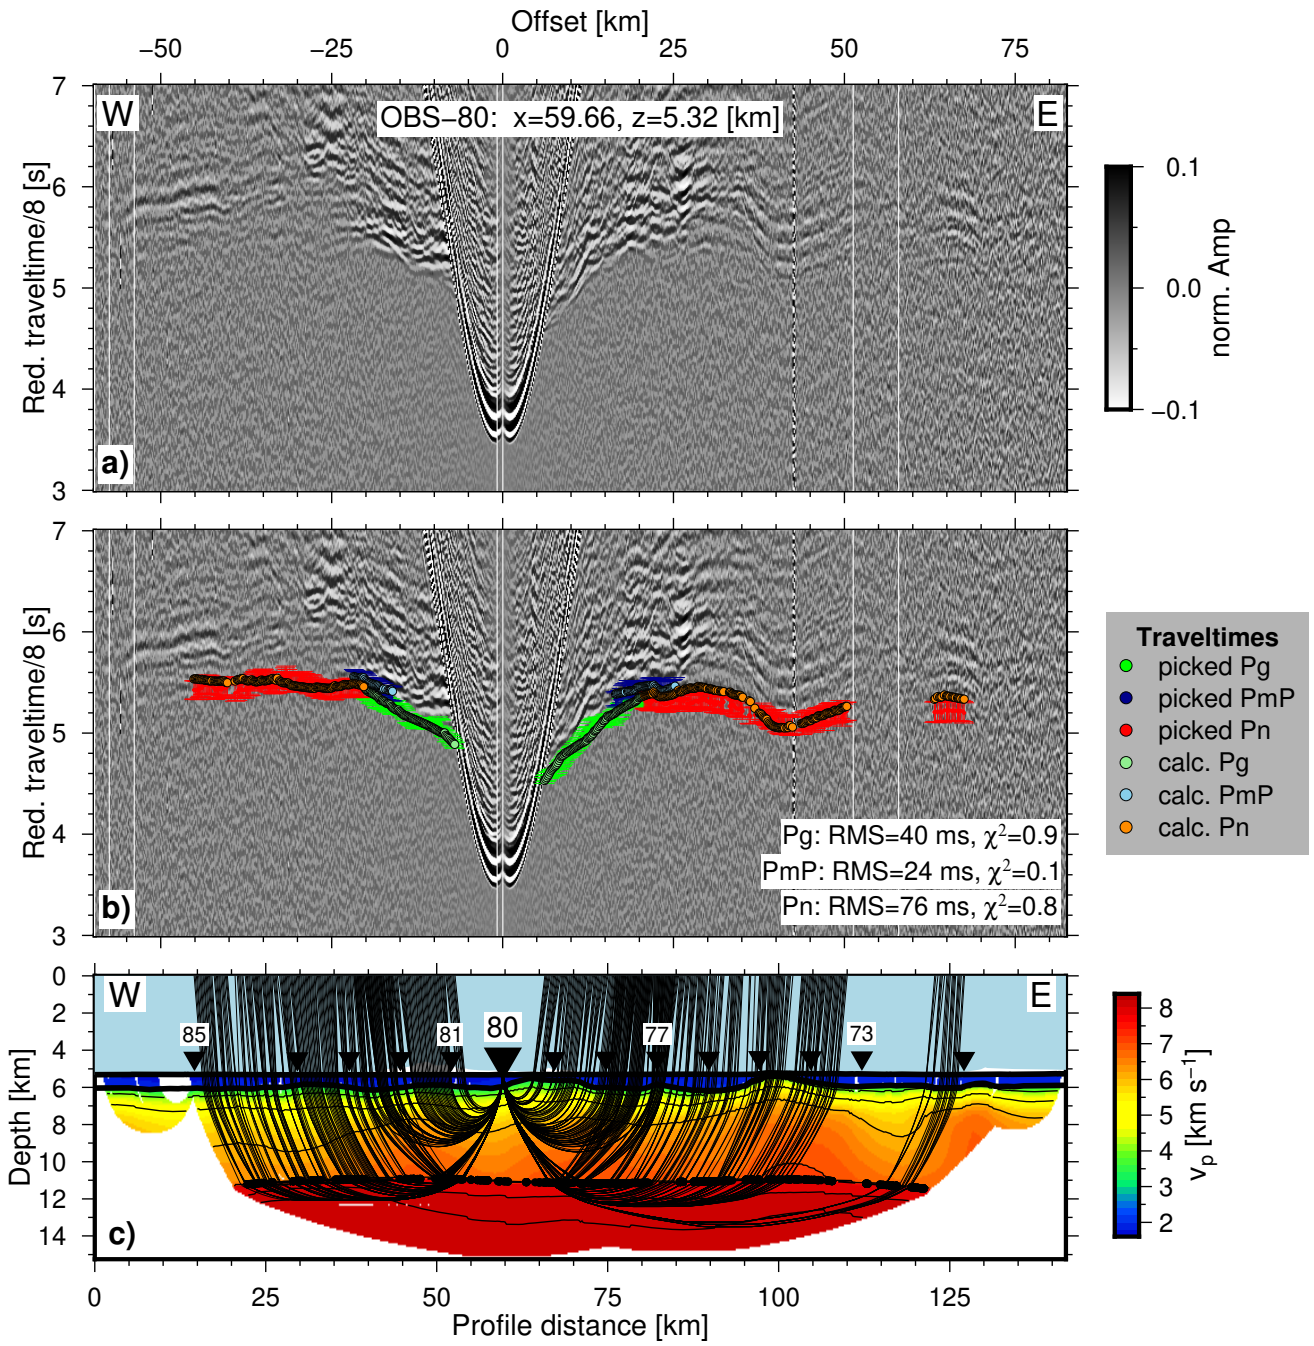 Offset [km]
−50 −25 0 25 50 75
7
6
5
4
3
Red. traveltime/8 [s]
W
OBS−80: x=59.66, z=5.32 [km]
E
a)
0.1
0.0
−0.1
norm. Amp
7
6
5
4
3
Red. traveltime/8 [s]
b)
Pg: RMS=40 ms, χ²=0.9
PmP: RMS=24 ms, χ²=0.1
Pn: RMS=76 ms, χ²=0.8
Traveltimes
picked Pg
picked PmP
picked Pn
calc. Pg
calc. PmP
calc. Pn
0
2
4
6
8
10
12
14
Depth [km]
W
E
85 81 80 77 73
c)
8
7
6
5
4
3
2
vp [km s⁻¹]
0 25 50 75 100 125
Profile distance [km]